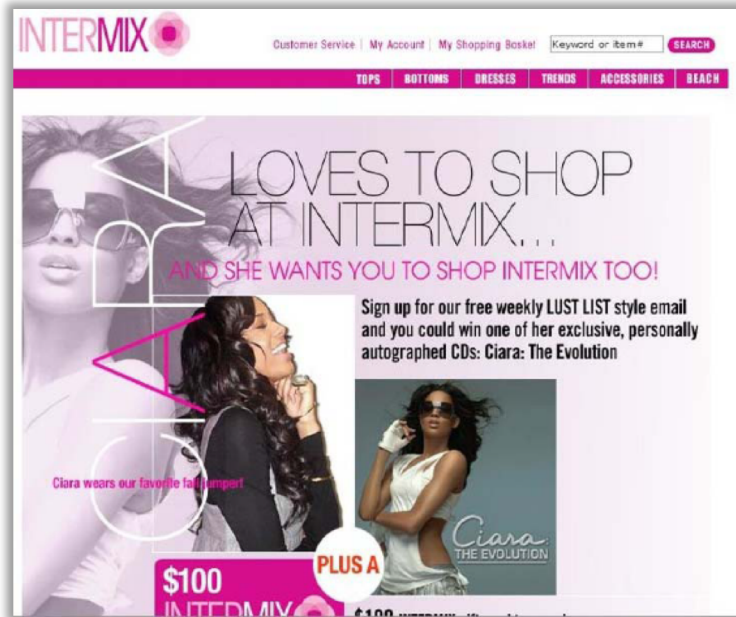 INTERMIX
Customer Service | My Account | My Shopping Basket
Keyword or item#
SEARCH
TOPS
BOTTOMS
DRESSES
TRENDS
ACCESSORIES
BEACH
CIARA
LOVES TO SHOP
AT INTERMIX...
AND SHE WANTS YOU TO SHOP INTERMIX TOO!
Sign up for our free weekly LUST LIST style email
and you could win one of her exclusive, personally
autographed CDs: Ciara: The Evolution
Ciara wears our favorite fall jumper!
Ciara:
THE EVOLUTION
PLUS A
$100
INTERMIX
$100 INTERMIX